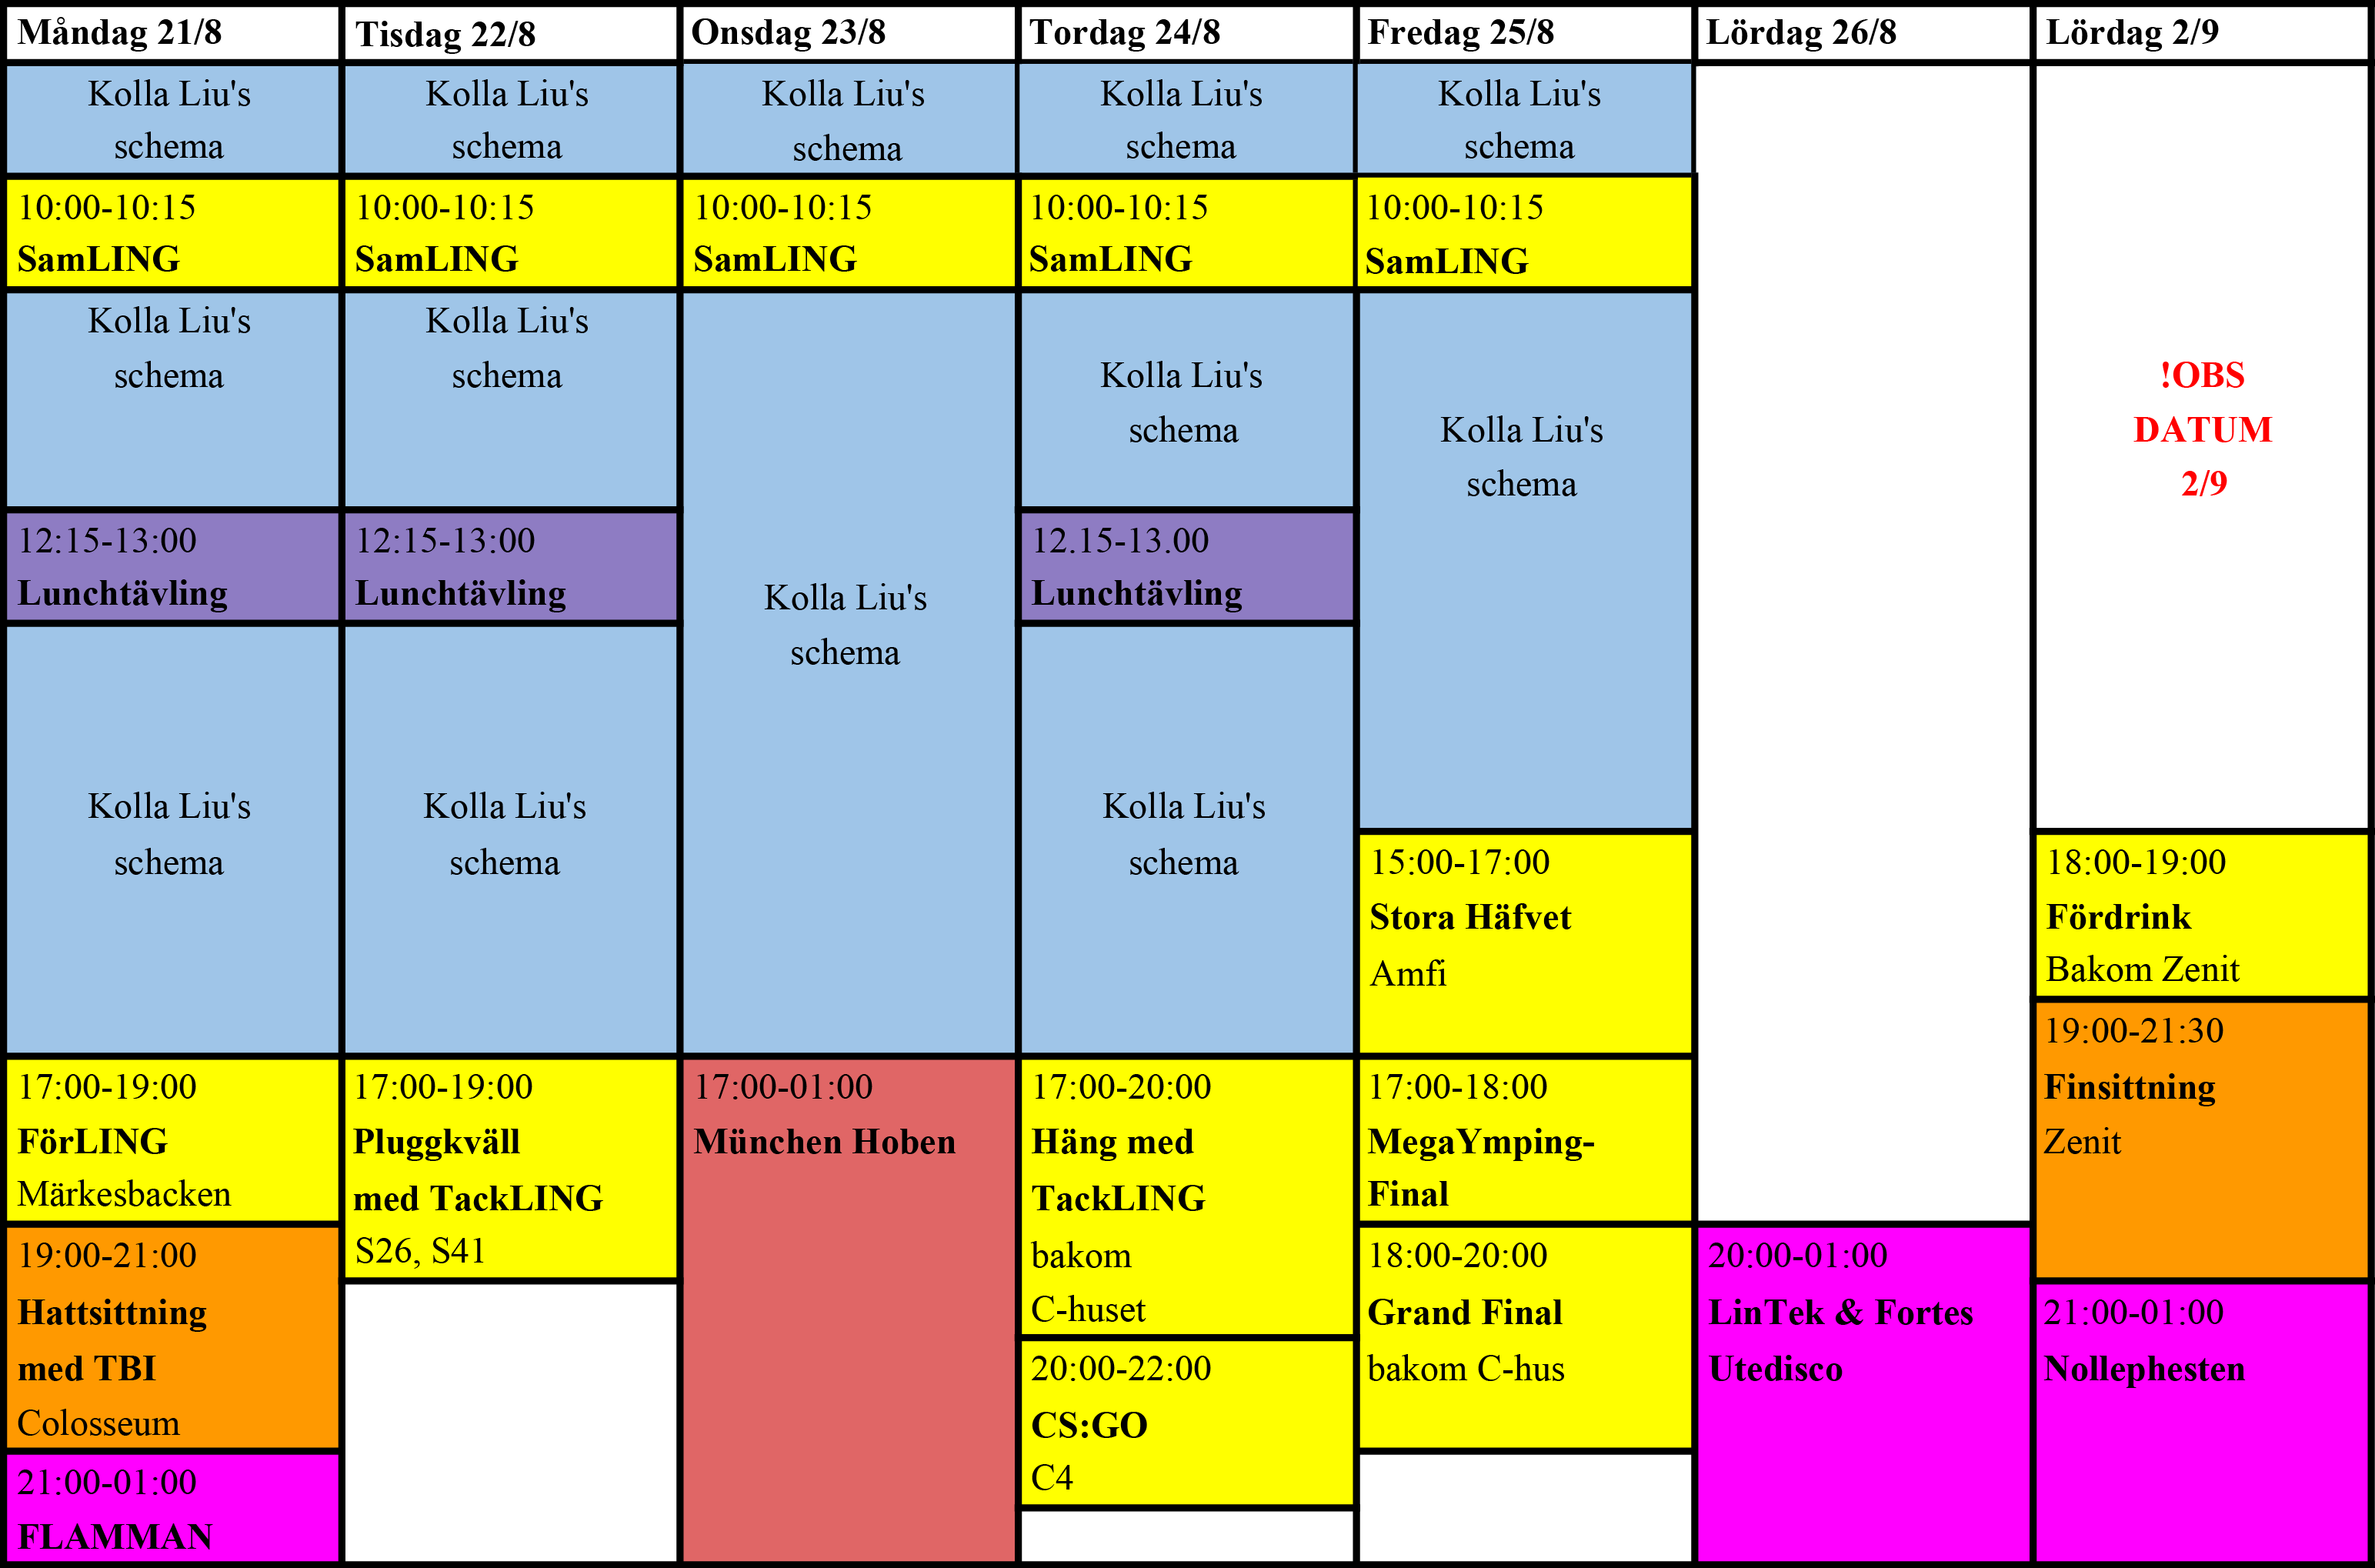 Måndag 21/8
Kolla Liu's
schema
10:00-10:15
SamLING
Kolla Liu's
schema
12:15-13:00
Lunchtävling
Kolla Liu's
schema
17:00-19:00
FörLING
Märkesbacken
19:00-21:00
Hattsittning
med TBI
Colosseum
21:00-01:00
FLAMMAN
Tisdag 22/8
Kolla Liu's
schema
10:00-10:15
SamLING
Kolla Liu's
schema
12:15-13:00
Lunchtävling
Kolla Liu's
schema
17:00-19:00
Pluggkväll
med TackLING
S26, S41
Onsdag 23/8
Kolla Liu's
schema
10:00-10:15
SamLING
Kolla Liu's
schema
17:00-01:00
München Hoben
Tordag 24/8
Kolla Liu's
schema
10:00-10:15
SamLING
Kolla Liu's
schema
12.15-13.00
Lunchtävling
Kolla Liu's
schema
17:00-20:00
Häng med
TackLING
bakom
C-huset
20:00-22:00
CS:GO
C4
Fredag 25/8
Kolla Liu's
schema
10:00-10:15
SamLING
Kolla Liu's
schema
15:00-17:00
Stora Häfvet
Amfi
17:00-18:00
MegaYmping-
Final
18:00-20:00
Grand Final
bakom C-hus
Lördag 26/8
20:00-01:00
LinTek & Fortes
Utedisco
Lördag 2/9
!OBS
DATUM
2/9
18:00-19:00
Fördrink
Bakom Zenit
19:00-21:30
Finsittning
Zenit
21:00-01:00
Nollephesten